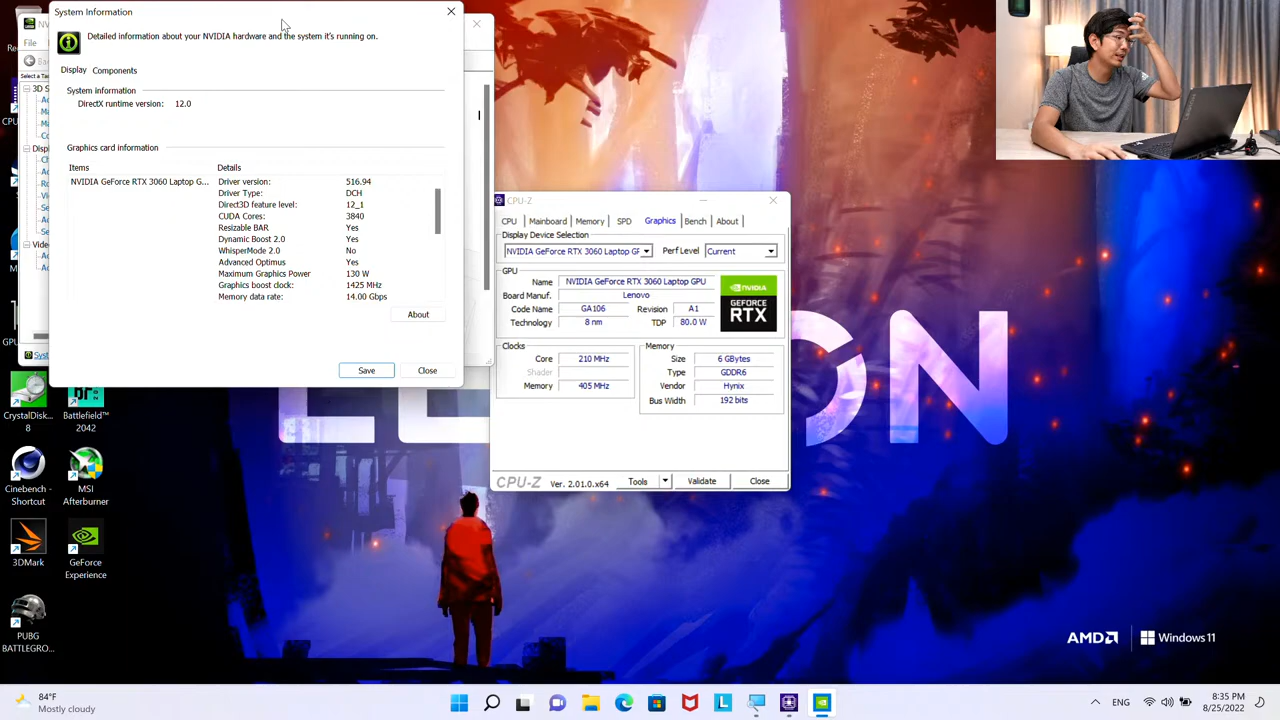 System Information
Detailed information about your NVIDIA hardware and the system it's running on.
Display Components
System information
DirectX runtime version: 12.0
Graphics card information
Items Details
NVIDIA GeForce RTX 3060 Laptop G...
Driver version: 516.94
Driver Type: DCH
Direct3D feature level: 12_1
CUDA Cores: 3840
Resizable BAR Yes
Dynamic Boost 2.0 Yes
WhisperMode 2.0 No
Advanced Optimus Yes
Maximum Graphics Power 130 W
Graphics boost clock: 1425 MHz
Memory data rate: 14.00 Gbps
About
Save Close
File
CPU-Z
CPU Mainboard Memory SPD Graphics Bench About
Display Device Selection
NVIDIA GeForce RTX 3060 Laptop GF Perf Level Current
GPU
Name NVIDIA GeForce RTX 3060 Laptop GPU
Board Manuf. Lenovo
Code Name GA106 Revision A1
Technology 8 nm TDP 80.0 W
NVIDIA
GEFORCE
RTX
Clocks
Core 210 MHz
Shader
Memory 405 MHz
Memory
Size 6 GBytes
Type GDDR6
Vendor Hynix
Bus Width 192 bits
CPU-Z Ver. 2.01.0.x64 Tools Validate Close
CrystalDisk...
8
Battlefield™
2042
Cinebench -
Shortcut
MSI
Afterburner
3DMark
GeForce
Experience
PUBG
BATTLEGRO...
AMD Windows 11
84°F
Mostly cloudy
ENG
8:35 PM
8/25/2022